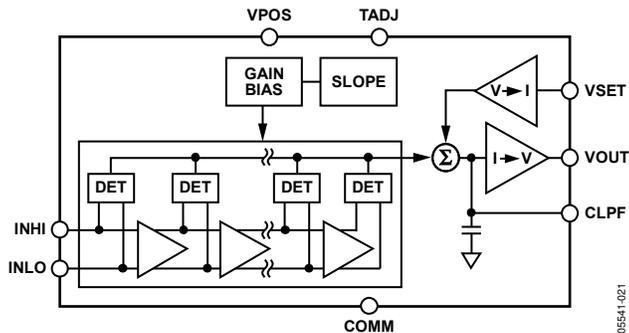 VPOS TADJ
GAIN
BIAS
SLOPE
V I
VSET
Σ
I V
VOUT
DET DET DET DET
CLPF
INHI
INLO
COMM
05541-021